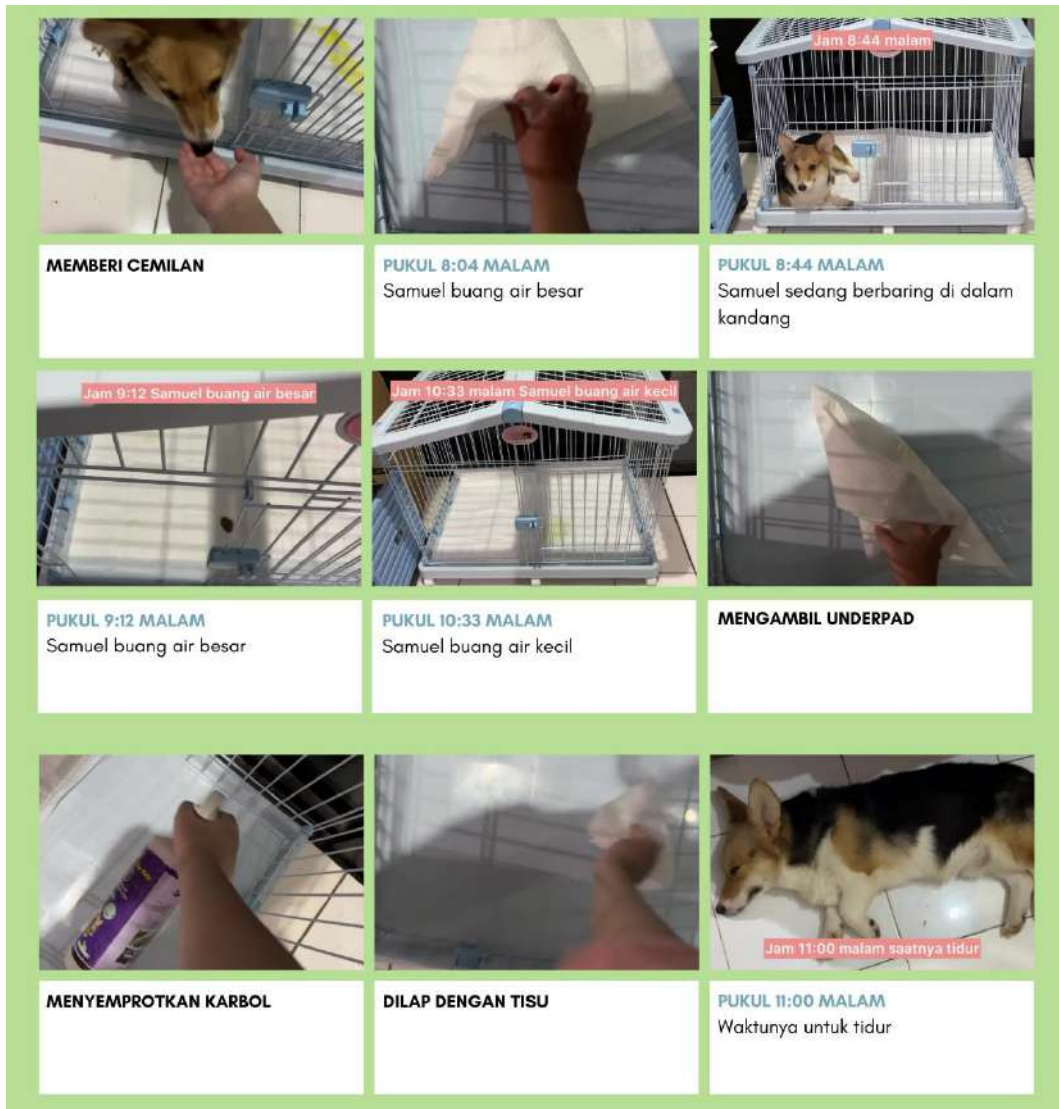 Jam 8:44 malam
MEMBERI CEMILAN
PUKUL 8:04 MALAM
Samuel buang air besar
PUKUL 8:44 MALAM
Samuel sedang berbaring di dalam
kandang
Jam 9:12 Samuel buang air besar
Jam 10:33 malam Samuel buang air kecil
PUKUL 9:12 MALAM
Samuel buang air besar
PUKUL 10:33 MALAM
Samuel buang air kecil
MENGAMBIL UNDERPAD
Jam 11:00 malam saatnya tidur
MENYEMPROTKAN KARBOL
DILAP DENGAN TISU
PUKUL 11:00 MALAM
Waktunya untuk tidur